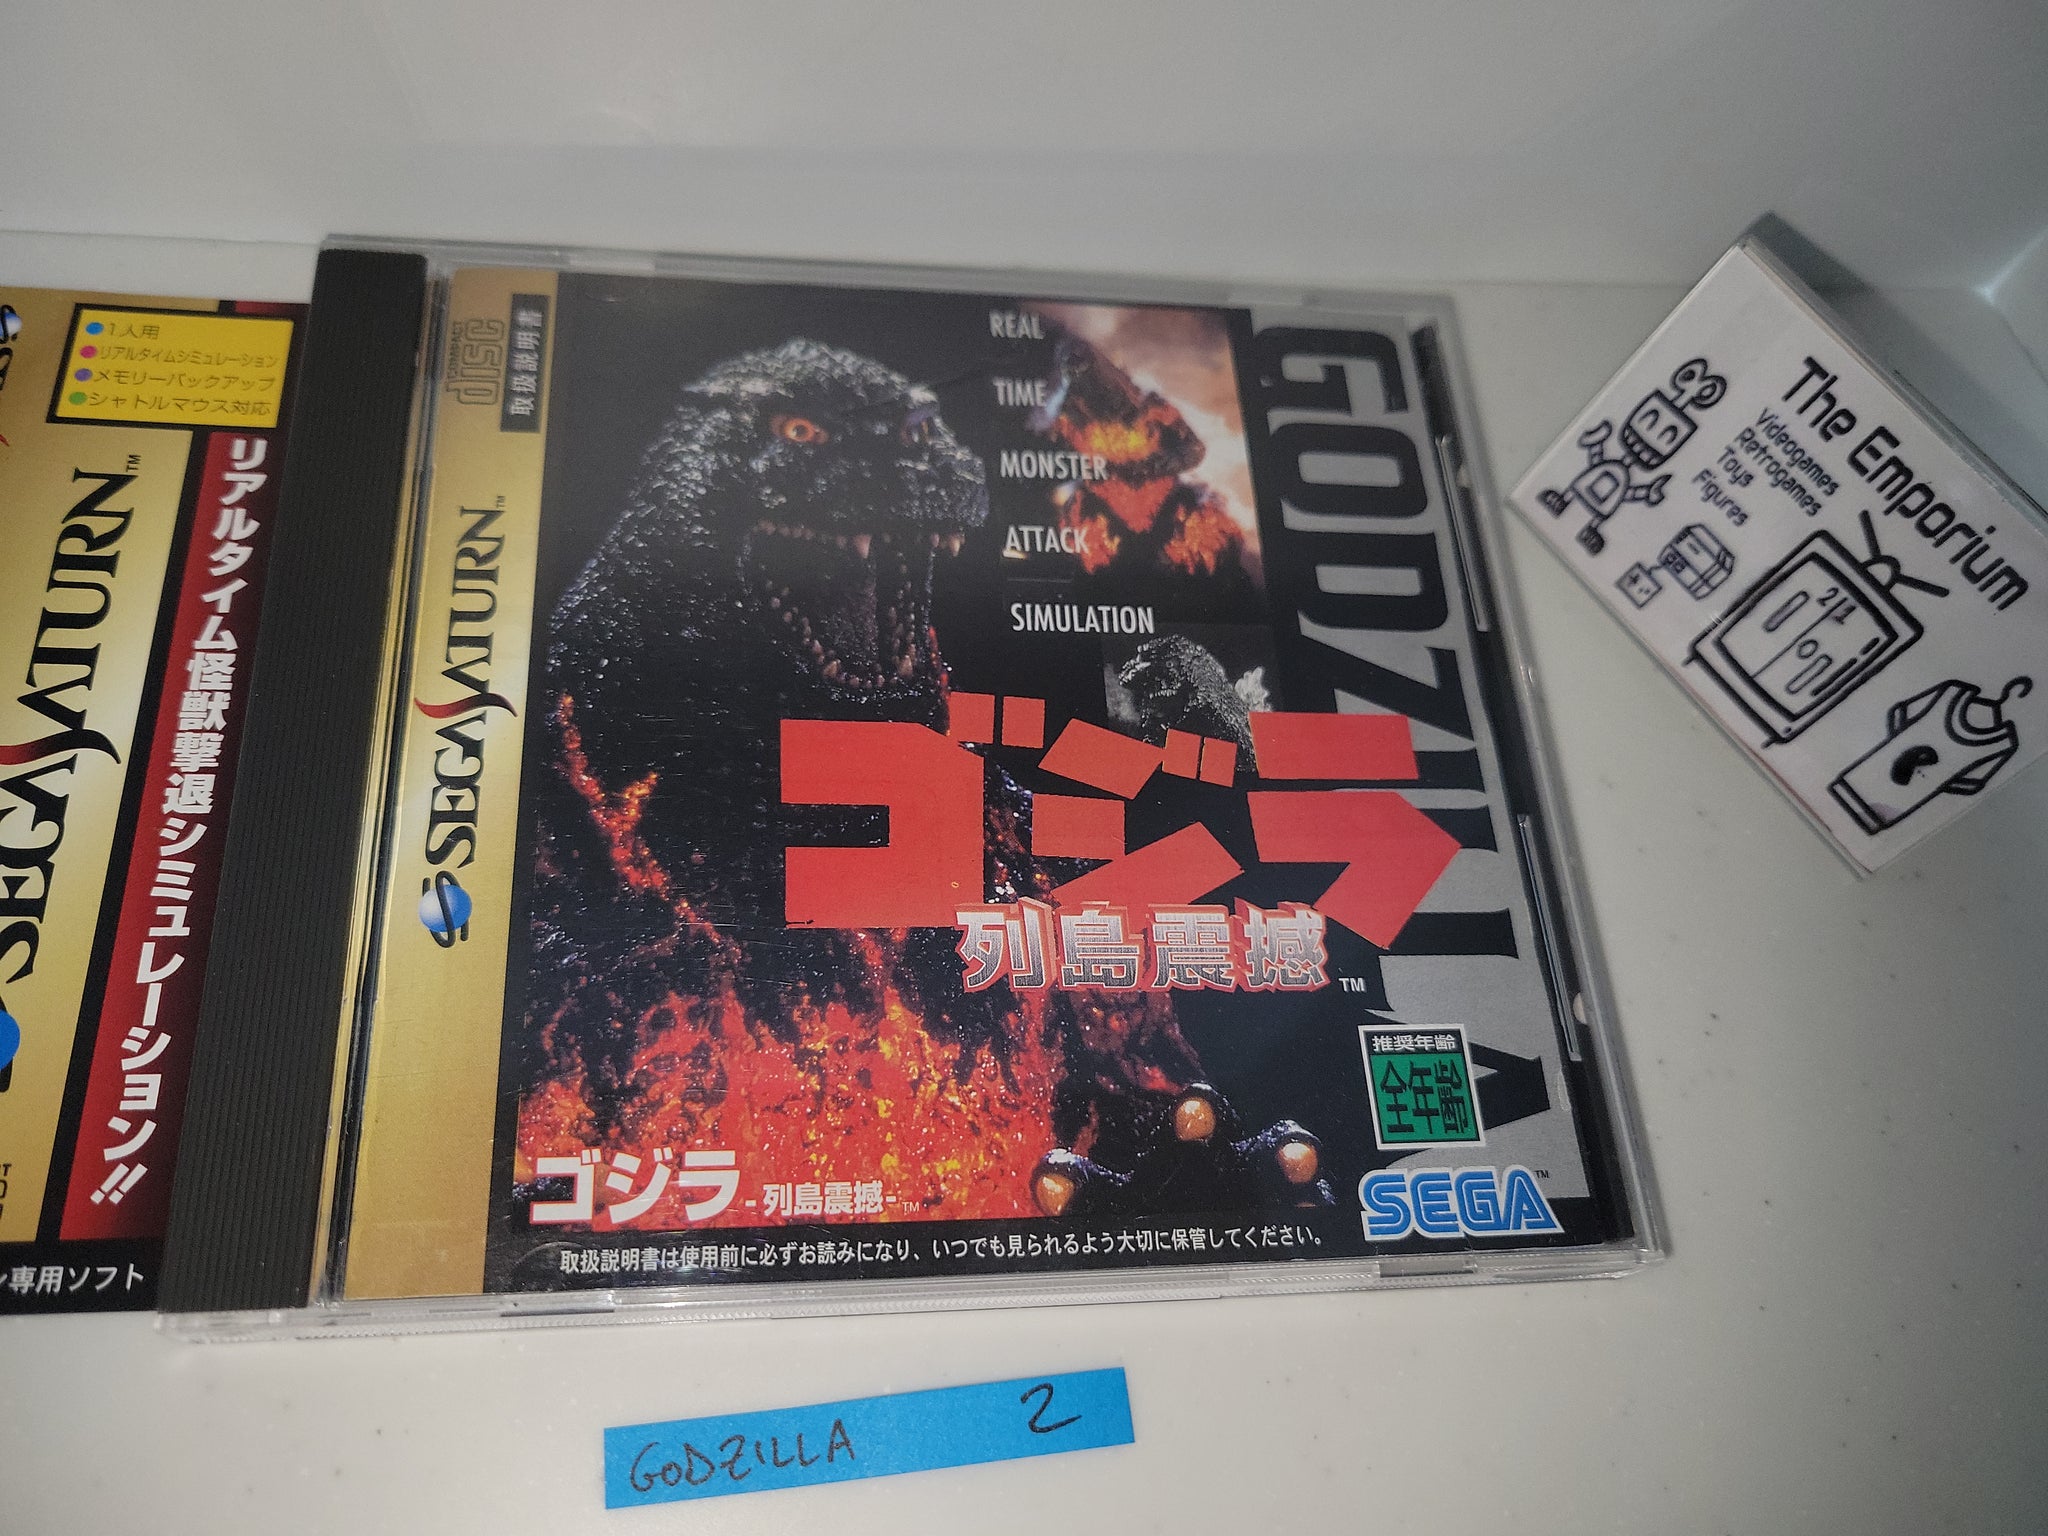 1人用
リアルタイムシミュレーション
メモリーバックアップ
シャトルマウス対応
SEGA SATURN™
リアルタイム怪獣撃退シミュレーション!!
専用ソフト
COMPACT
disc
取扱説明書
SEGA SATURN™
REAL
TIME
MONSTER
ATTACK
SIMULATION
GODZILLA
ゴジラ
列島震撼™
推奨年齢
全年齢
ゴジラ-列島震撼-™
SEGA™
取扱説明書は使用前に必ずお読みになり、いつでも見られるよう大切に保管してください。
The Emporium
Videogames
Retrogames
Toys
Figures
GODZILLA 2